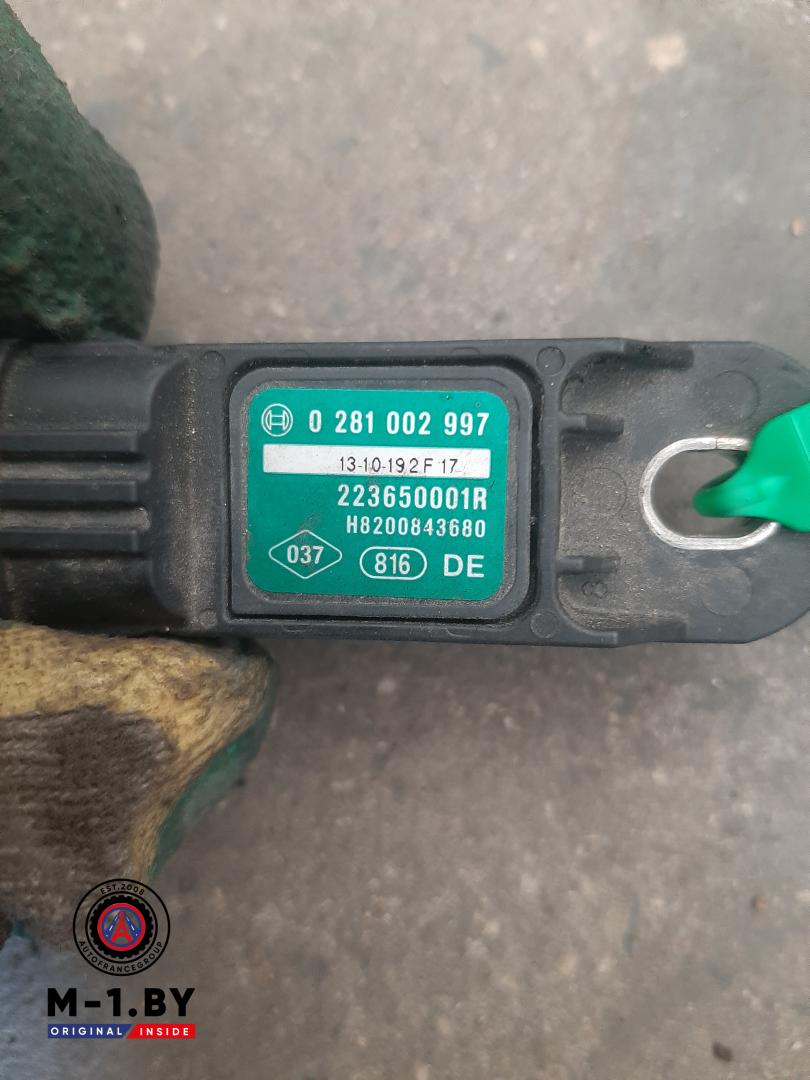 0 281 002 997
13-10-19 2 F 17
223650001R
H8200843680
037 816 DE
EST.2008
AUTOFRANCEGROUP
M-1.BY
ORIGINAL INSIDE